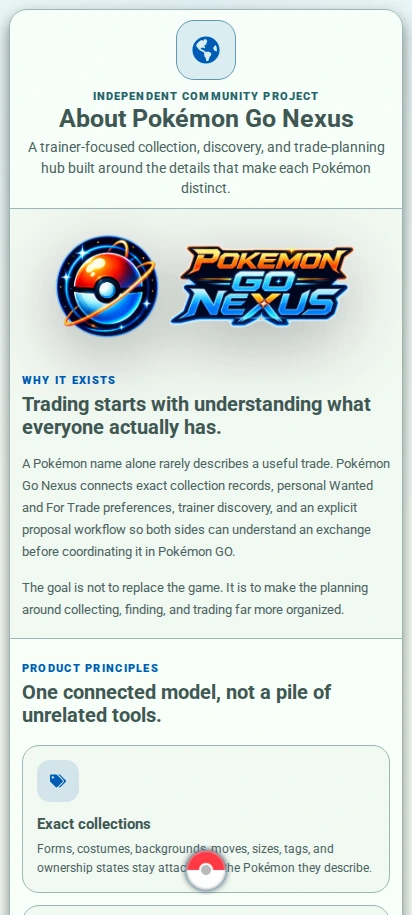 INDEPENDENT COMMUNITY PROJECT
About Pokémon Go Nexus
A trainer-focused collection, discovery, and trade-planning
hub built around the details that make each Pokémon
distinct.
POKEMON
GO
NEXUS
WHY IT EXISTS
Trading starts with understanding what
everyone actually has.
A Pokémon name alone rarely describes a useful trade. Pokémon
Go Nexus connects exact collection records, personal Wanted
and For Trade preferences, trainer discovery, and an explicit
proposal workflow so both sides can understand an exchange
before coordinating it in Pokémon GO.
The goal is not to replace the game. It is to make the planning
around collecting, finding, and trading far more organized.
PRODUCT PRINCIPLES
One connected model, not a pile of
unrelated tools.
Exact collections
Forms, costumes, backgrounds, moves, sizes, tags, and
ownership states stay the Pokémon they describe.